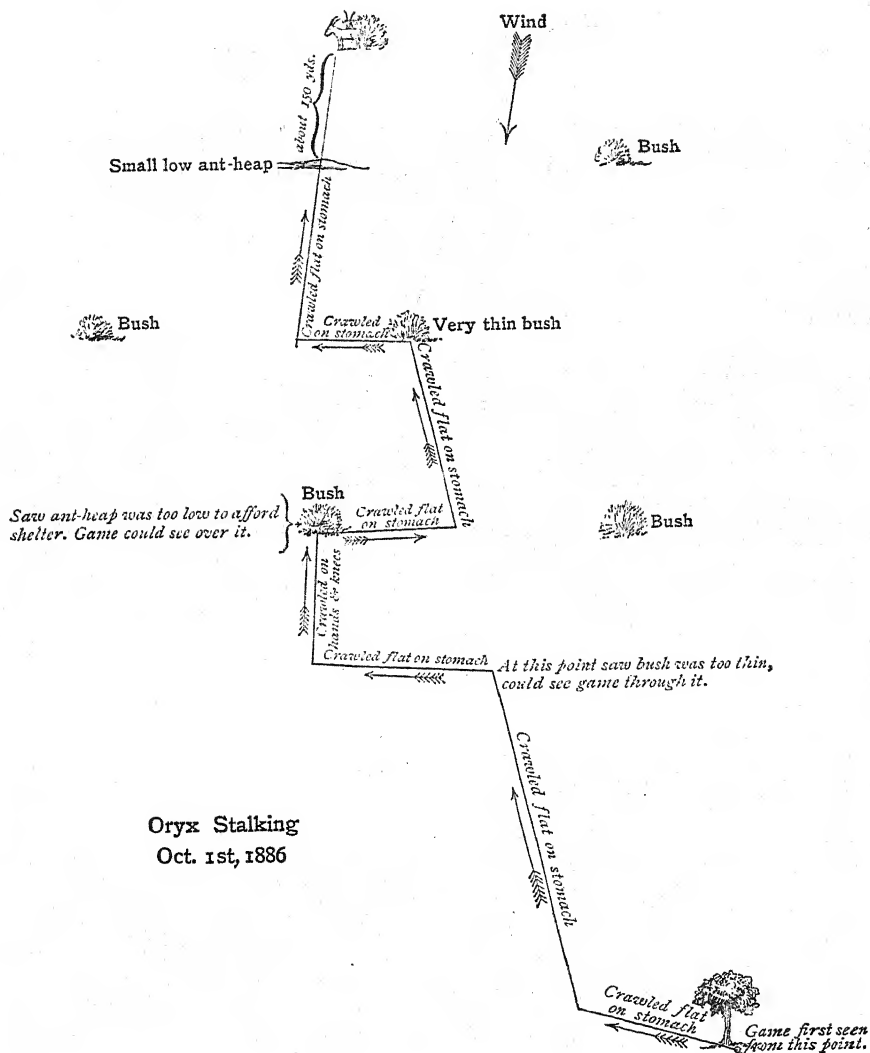 Wind
about 150 yds.
Bush
Small low ant-heap
Crawled flat on stomach
Bush
Crawled
on stomach
Very thin bush
Crawled flat on stomach
Bush
Saw ant-heap was too low to afford
shelter. Game could see over it.
Crawled flat
on stomach
Bush
Crawled on
hands & knees
Crawled flat on stomach
At this point saw bush was too thin,
could see game through it.
Crawled flat on stomach
Oryx Stalking
Oct. 1st, 1886
Crawled flat
on stomach
Game first seen
from this point.